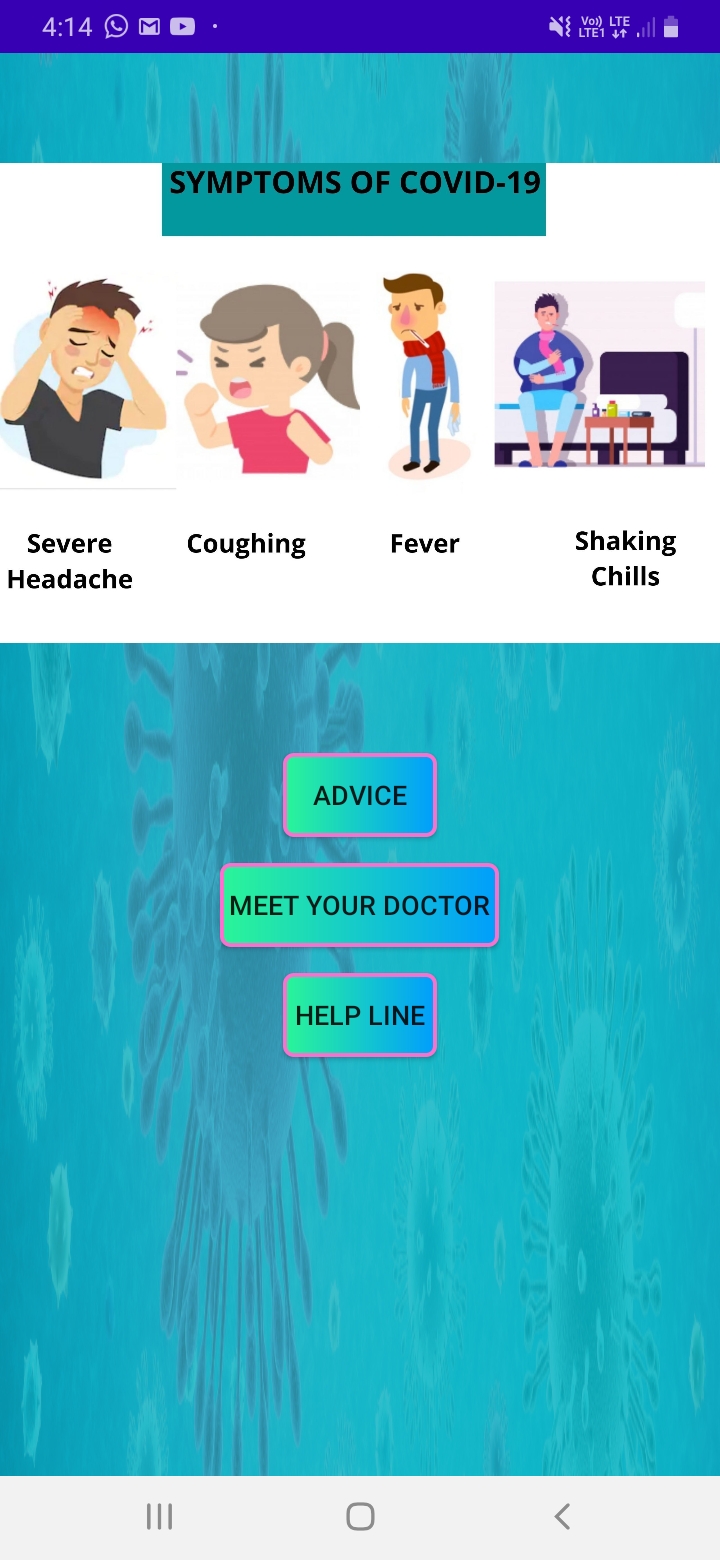 4:14
Vo)) LTE
LTE1
SYMPTOMS OF COVID-19
Severe
Headache
Coughing
Fever
Shaking
Chills
ADVICE
MEET YOUR DOCTOR
HELP LINE